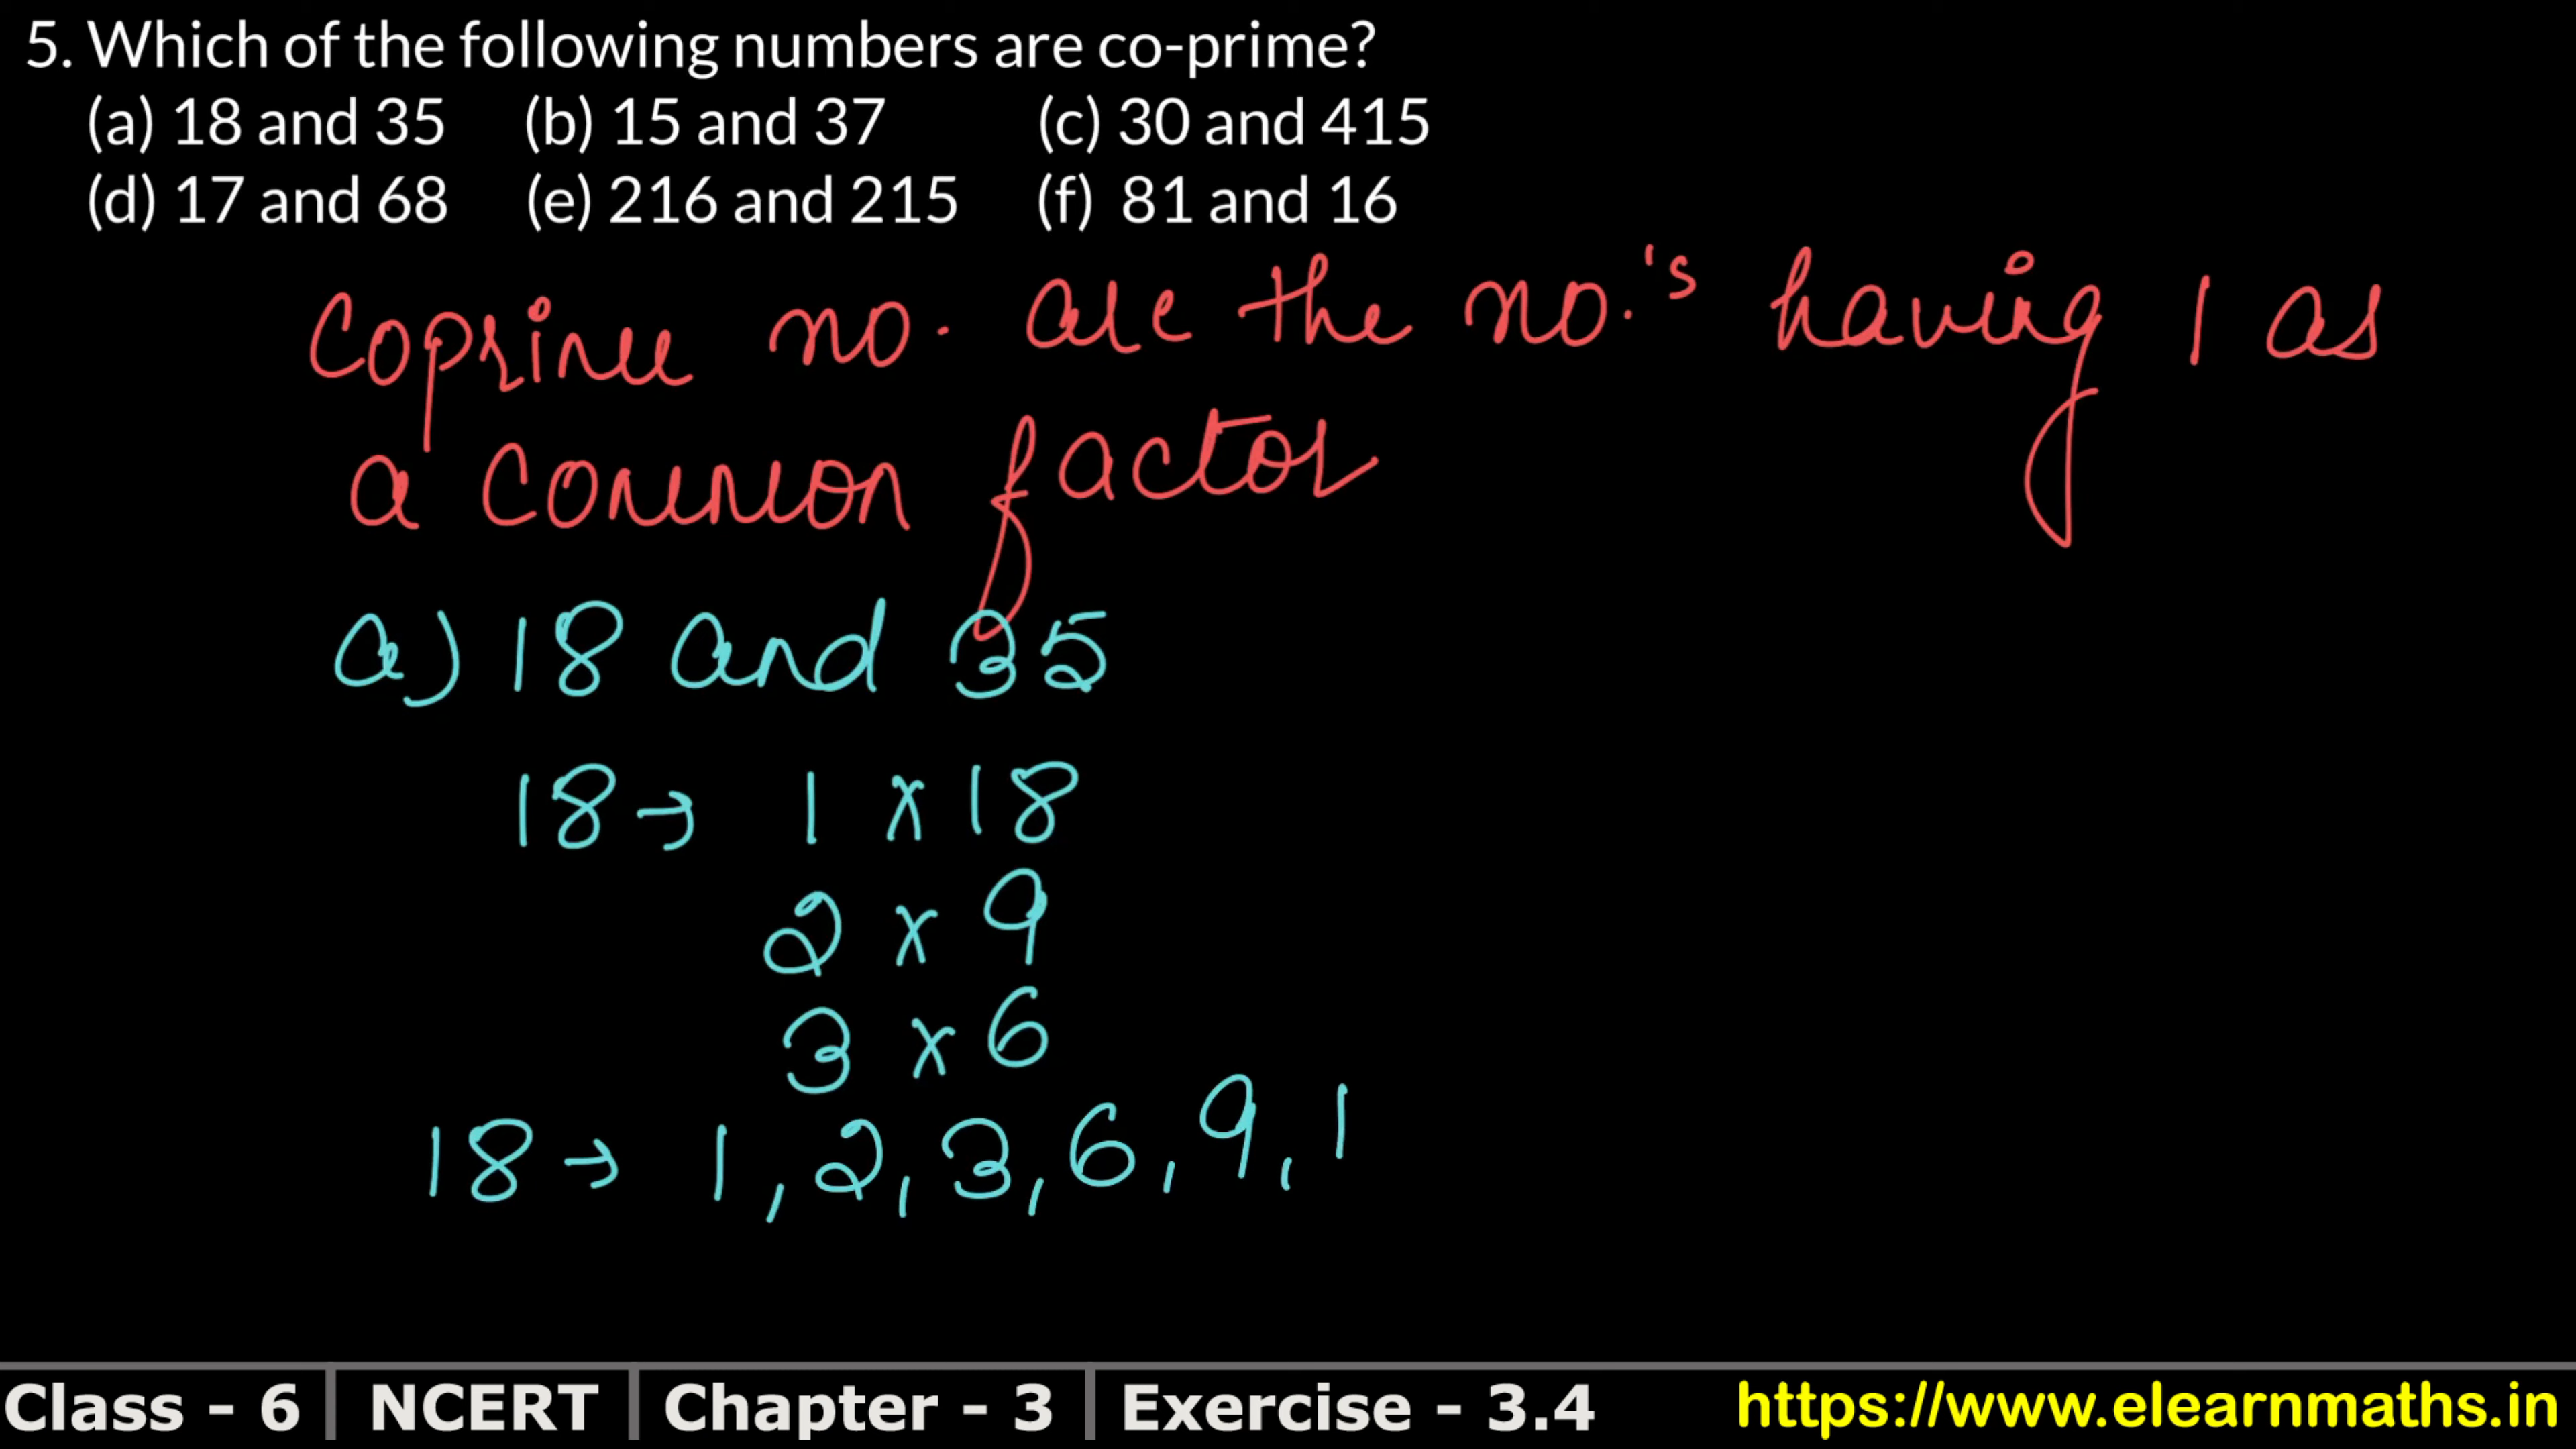 5. Which of the following numbers are co-prime?
(a) 18 and 35 (b) 15 and 37 (c) 30 and 415
(d) 17 and 68 (e) 216 and 215 (f) 81 and 16
Coprime no. are the no.'s having 1 as
a common factor
a) 18 and 35
18 → 1 x 18
2 x 9
3 x 6
18 → 1, 2, 3, 6, 9, 1
Class - 6 | NCERT | Chapter - 3 | Exercise - 3.4 https://www.elearnmaths.in